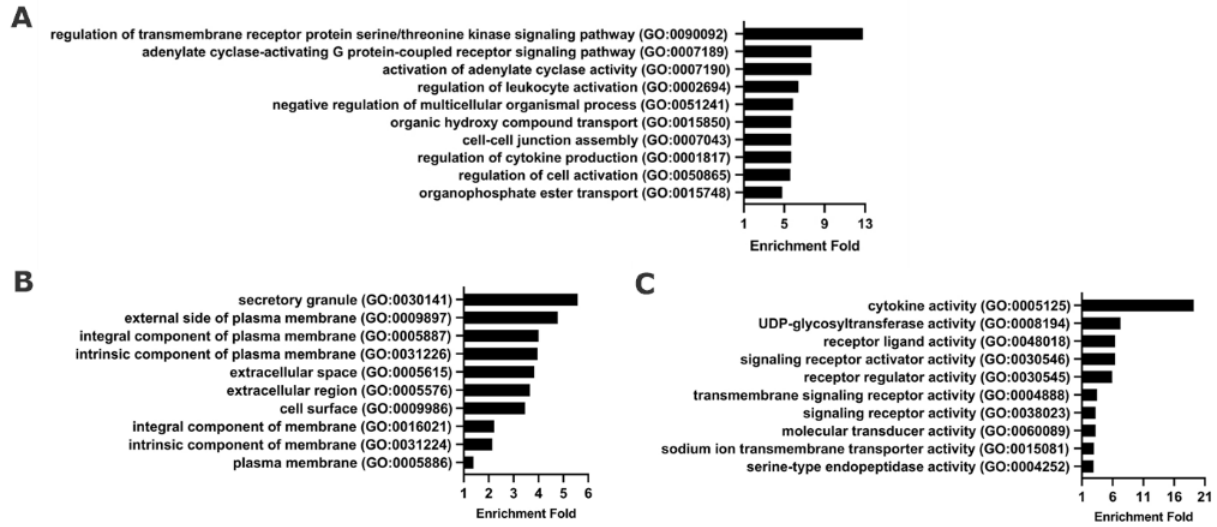 A
regulation of transmembrane receptor protein serine/threonine kinase signaling pathway (GO:0090092)
adenylate cyclase-activating G protein-coupled receptor signaling pathway (GO:0007189)
activation of adenylate cyclase activity (GO:0007190)
regulation of leukocyte activation (GO:0002694)
negative regulation of multicellular organismal process (GO:0051241)
organic hydroxy compound transport (GO:0015850)
cell-cell junction assembly (GO:0007043)
regulation of cytokine production (GO:0001817)
regulation of cell activation (GO:0050865)
organophosphate ester transport (GO:0015748)
1 5 9 13
Enrichment Fold
B
secretory granule (GO:0030141)
external side of plasma membrane (GO:0009897)
integral component of plasma membrane (GO:0005887)
intrinsic component of plasma membrane (GO:0031226)
extracellular space (GO:0005615)
extracellular region (GO:0005576)
cell surface (GO:0009986)
integral component of membrane (GO:0016021)
intrinsic component of membrane (GO:0031224)
plasma membrane (GO:0005886)
1 2 3 4 5 6
Enrichment Fold
C
cytokine activity (GO:0005125)
UDP-glycosyltransferase activity (GO:0008194)
receptor ligand activity (GO:0048018)
signaling receptor activator activity (GO:0030546)
receptor regulator activity (GO:0030545)
transmembrane signaling receptor activity (GO:0004888)
signaling receptor activity (GO:0038023)
molecular transducer activity (GO:0060089)
sodium ion transmembrane transporter activity (GO:0015081)
serine-type endopeptidase activity (GO:0004252)
1 6 11 16 21
Enrichment Fold